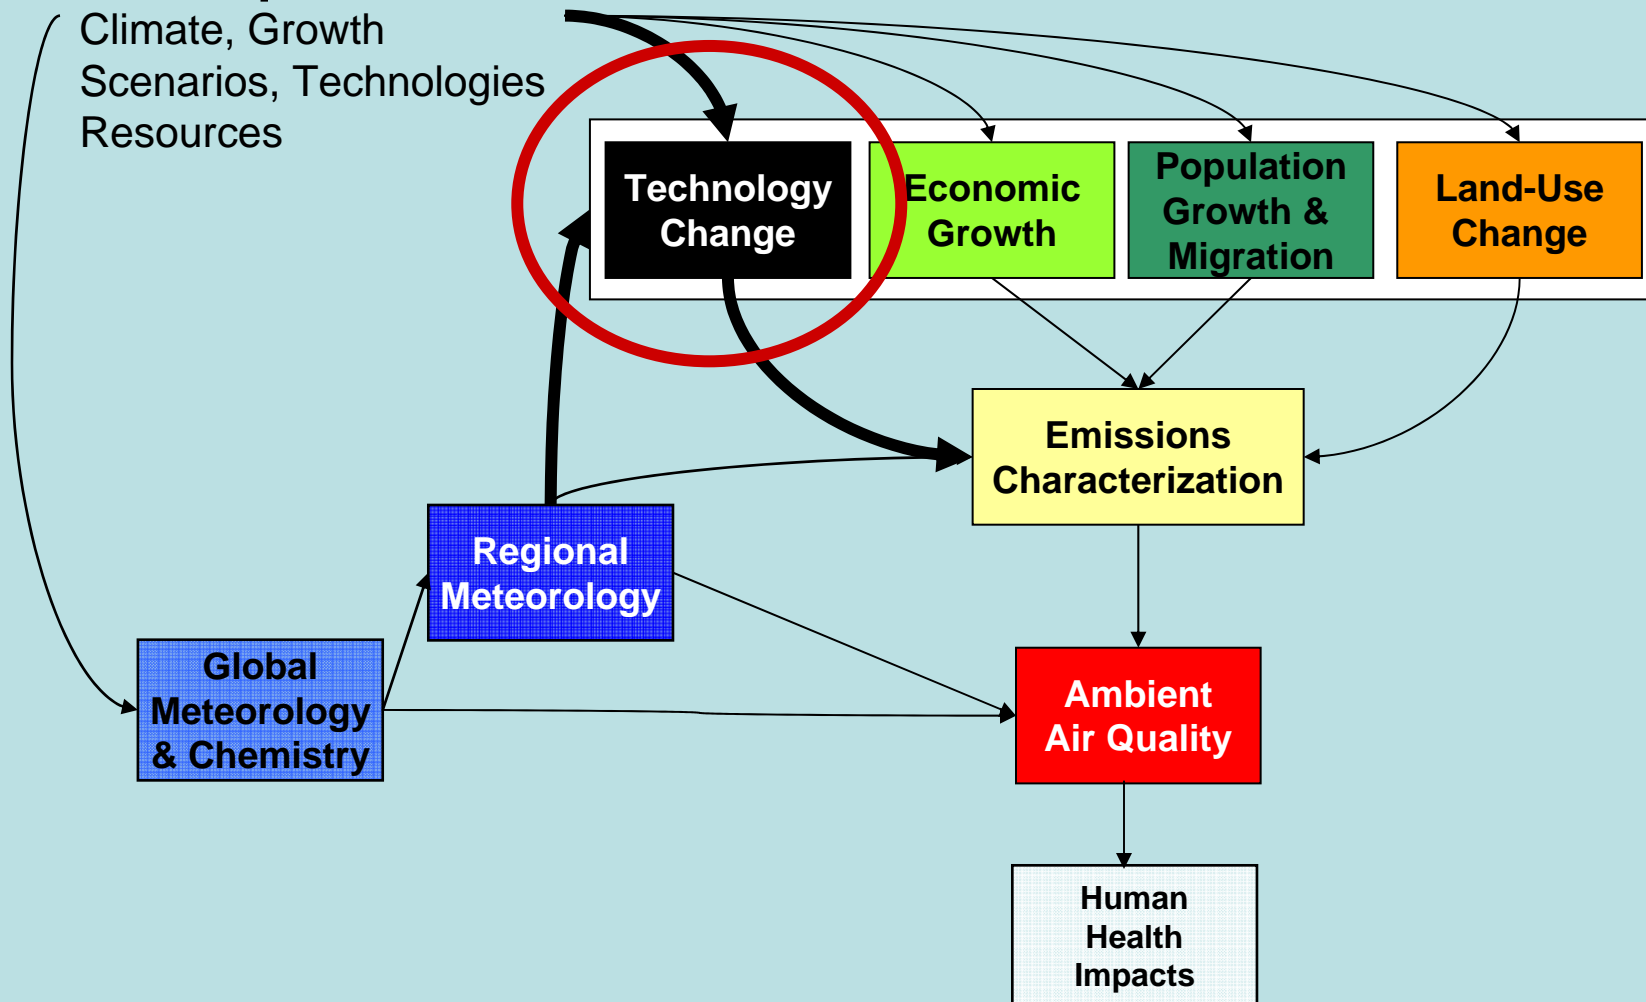 Climate, Growth
Scenarios, Technologies
Resources
Technology
Change
Economic
Growth
Population
Growth &
Migration
Land-Use
Change
Emissions
Characterization
Regional
Meteorology
Global
Meteorology
& Chemistry
Ambient
Air Quality
Human
Health
Impacts